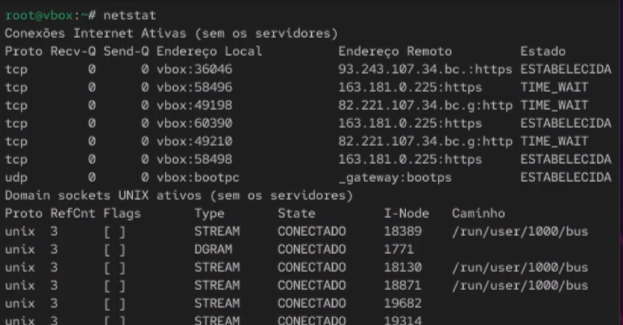 root@vbox:~# netstat
Conexões Internet Ativas (sem os servidores)
Proto Recv-Q Send-Q Endereço Local Endereço Remoto Estado
tcp 0 0 vbox:36046 93.243.107.34.bc.:https ESTABELECIDA
tcp 0 0 vbox:58496 163.181.0.225:https TIME_WAIT
tcp 0 0 vbox:49198 82.221.107.34.bc.g:http TIME_WAIT
tcp 0 0 vbox:60390 163.181.0.225:https ESTABELECIDA
tcp 0 0 vbox:49210 82.221.107.34.bc.g:http TIME_WAIT
tcp 0 0 vbox:58498 163.181.0.225:https ESTABELECIDA
udp 0 0 vbox:bootpc _gateway:bootps ESTABELECIDA
Domain sockets UNIX ativos (sem os servidores)
Proto RefCnt Flags Type State I-Node Caminho
unix 3 [ ] STREAM CONECTADO 18389 /run/user/1000/bus
unix 3 [ ] DGRAM CONECTADO 1771
unix 3 [ ] STREAM CONECTADO 18130 /run/user/1000/bus
unix 3 [ ] STREAM CONECTADO 18871 /run/user/1000/bus
unix 3 [ ] STREAM CONECTADO 19682
unix 3 [ ] STREAM CONECTADO 19314